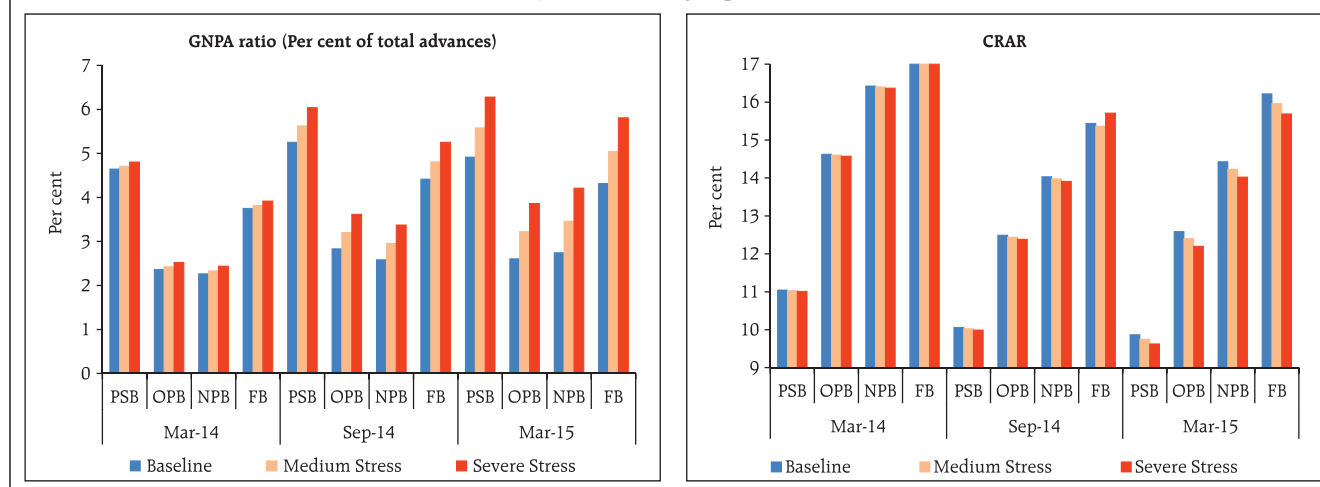 GNPA ratio (Per cent of total advances)
7
6
5
4
3
2
1
0
Per cent
PSB OPB NPB FB PSB OPB NPB FB PSB OPB NPB FB
Mar-14 Sep-14 Mar-15
Baseline Medium Stress Severe Stress
CRAR
17
16
15
14
13
12
11
10
9
Per cent
PSB OPB NPB FB PSB OPB NPB FB PSB OPB NPB FB
Mar-14 Sep-14 Mar-15
Baseline Medium Stress Severe Stress